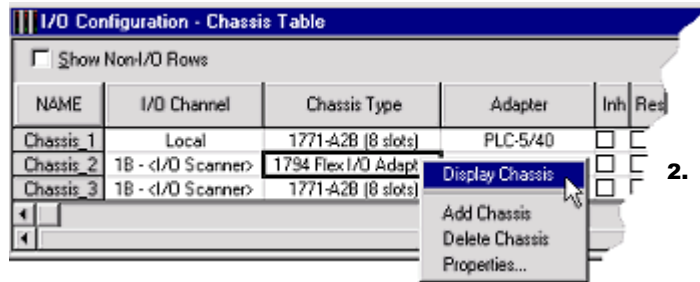 I/O Configuration - Chassis Table
Show Non-I/O Rows
NAME I/O Channel Chassis Type Adapter Inh Res
Chassis_1 Local 1771-A2B (8 slots) PLC-5/40
Chassis_2 1B - <I/O Scanner> 1794 Flex I/O Adapt
Chassis_3 1B - <I/O Scanner> 1771-A2B (8 slots)
Display Chassis
Add Chassis
Delete Chassis
Properties...
2.